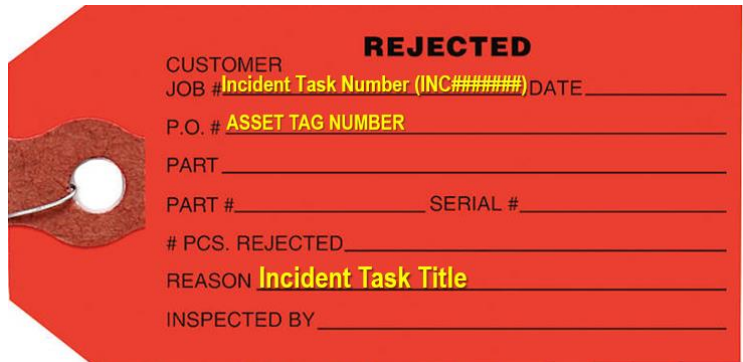 REJECTED
CUSTOMER
JOB # Incident Task Number (INC#######) DATE
P.O. # ASSET TAG NUMBER
PART
PART # SERIAL #
# PCS. REJECTED
REASON Incident Task Title
INSPECTED BY